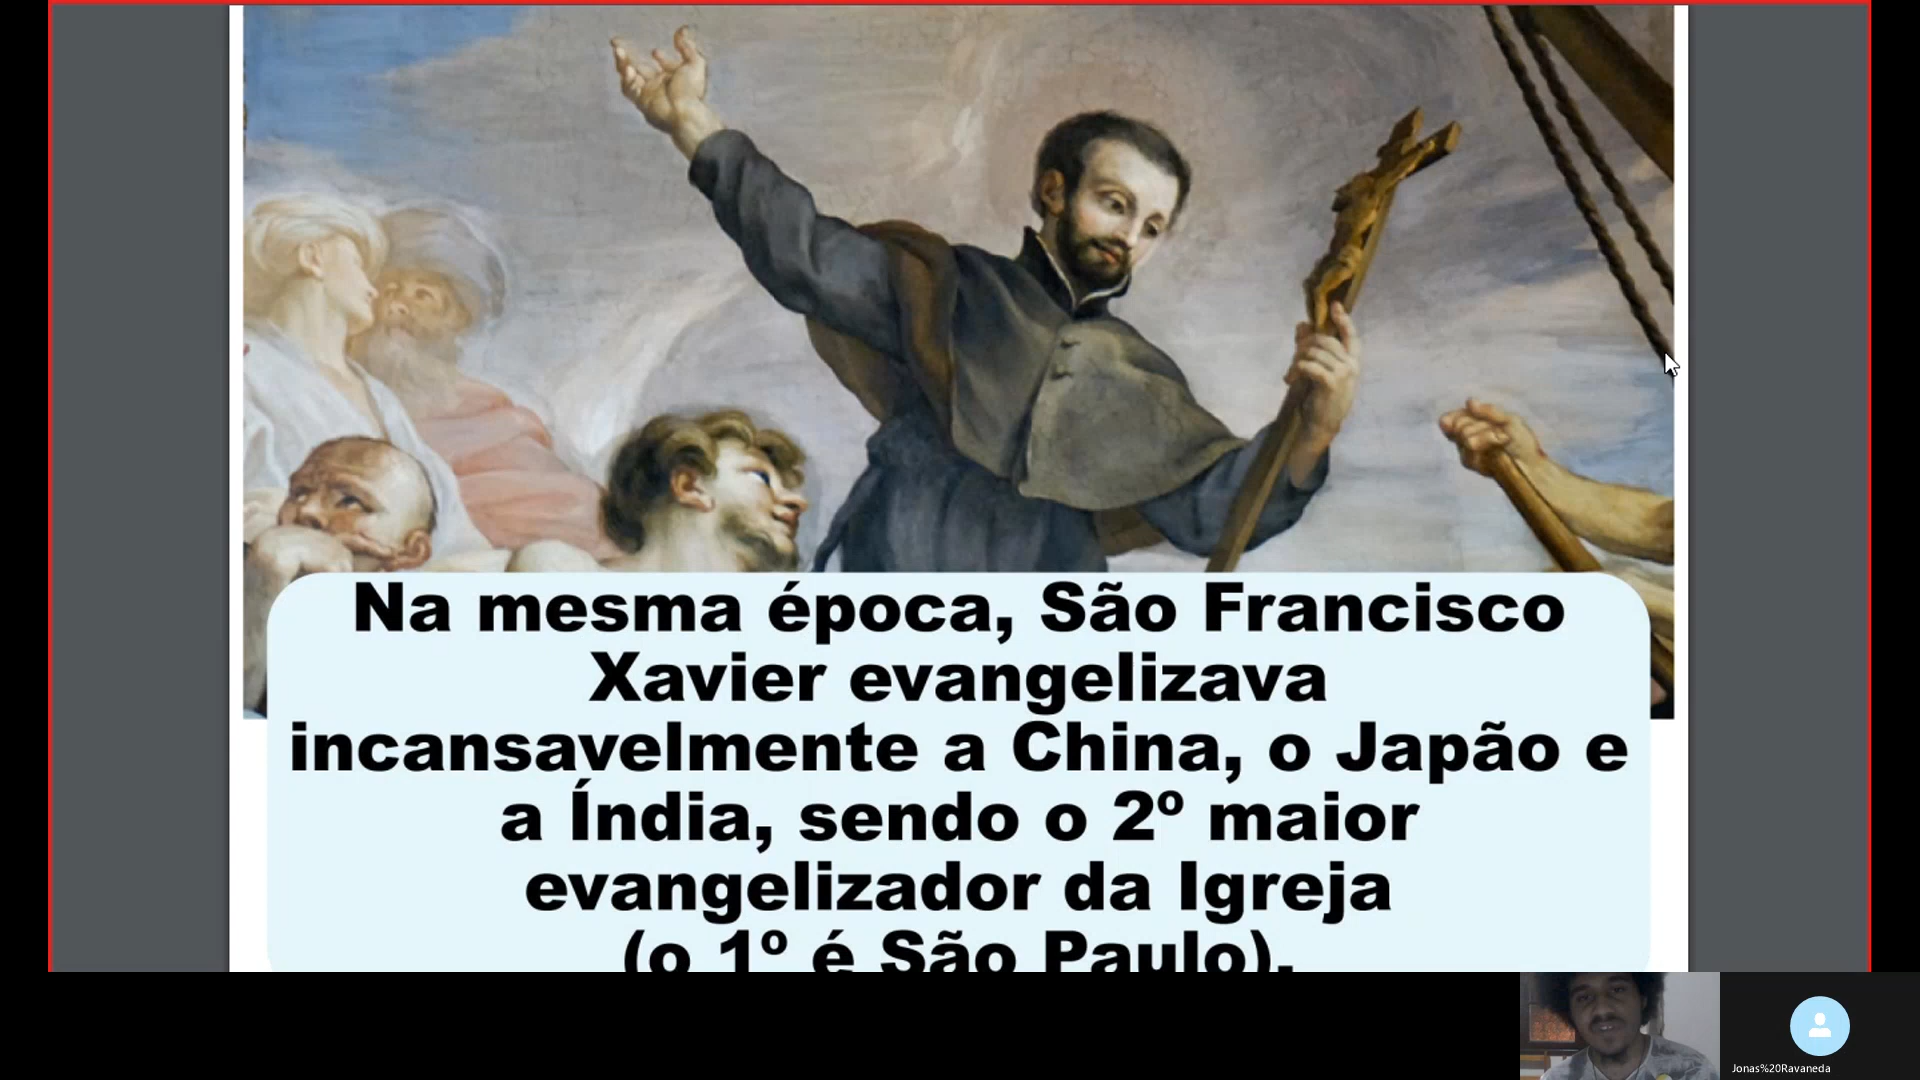 Na mesma época, São Francisco
Xavier evangelizava
incansavelmente a China, o Japão e
a Índia, sendo o 2º maior
evangelizador da Igreja
(o 1º é São Paulo).
Jonas%20Ravaneda